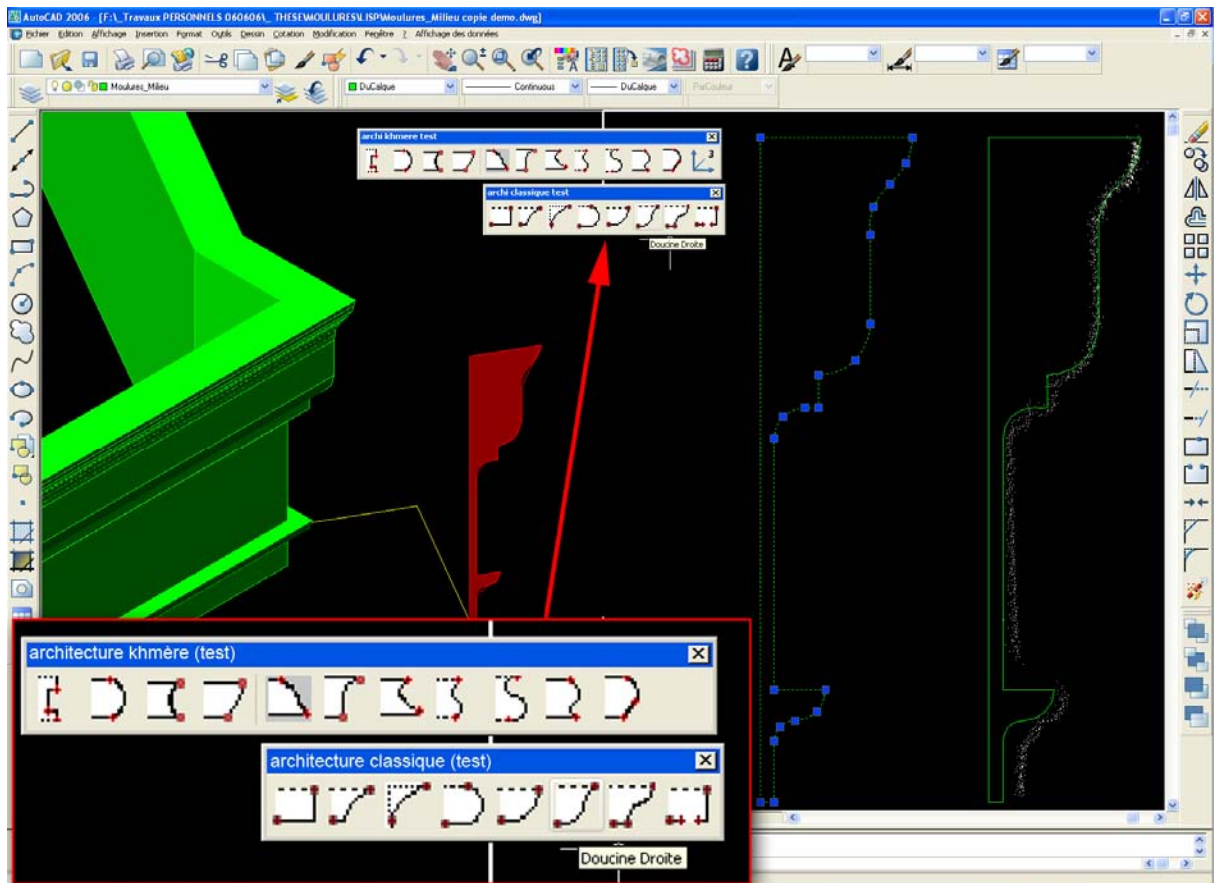 AutoCAD 2006 - [F:\_Travaux PERSONNELS 060606\_ THESE\MOULURES\LISP\Moulures_Milieu copie demo.dwg]
Fichier Edition Affichage Insertion Format Outils Dessin Cotation Modification Fenêtre ? Affichage des données
Moulures_Milieu DuCalque Continuous DuCalque ParCouleur
archi khmere test
3
archi classique test
Doucine Droite
architecture khmère (test)
architecture classique (test)
Doucine Droite